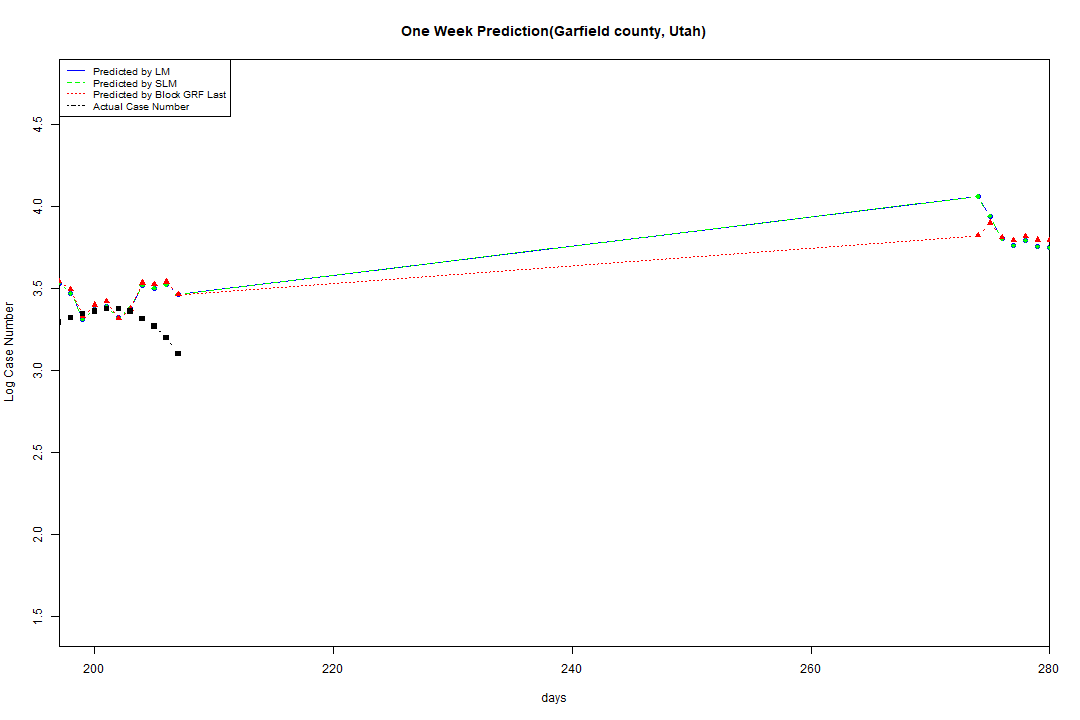 One Week Prediction(Garfield county, Utah)
Predicted by LM
Predicted by SLM
Predicted by Block GRF Last
Actual Case Number
4.5
4.0
3.5
3.0
2.5
2.0
1.5
Log Case Number
200 220 240 260 280
days